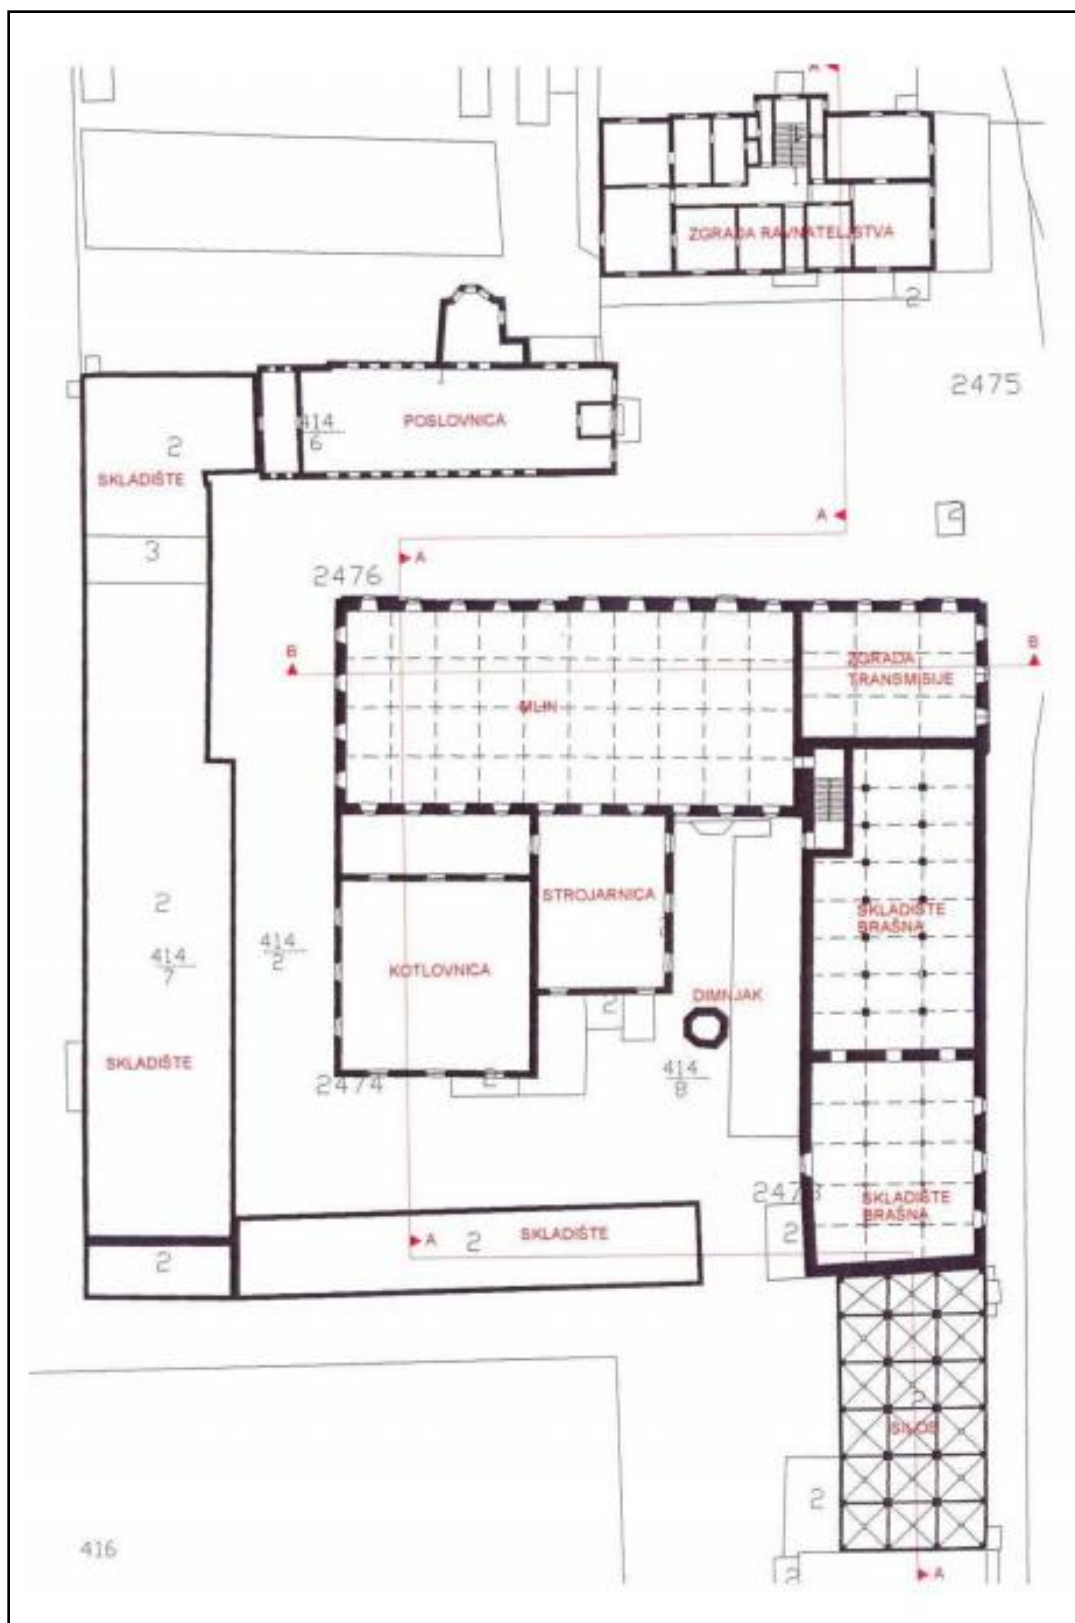 A
ZGRADA RAVNATELJSTVA
2
2475
414
6
POSLOVNICA
2
SKLADIŠTE
A
2
3
A
2476
B
B
ZGRADA
TRANSMISIJE
MLIN
STROJARNICA
2
SKLADIŠTE
BRAŠNA
414
2
414
7
KOTLOVNICA
DIMNJAK
2
SKLADIŠTE
414
8
2474
2
2473
SKLADIŠTE
BRAŠNA
2
SKLADIŠTE
A
2
2
SILOS
2
416
A
2